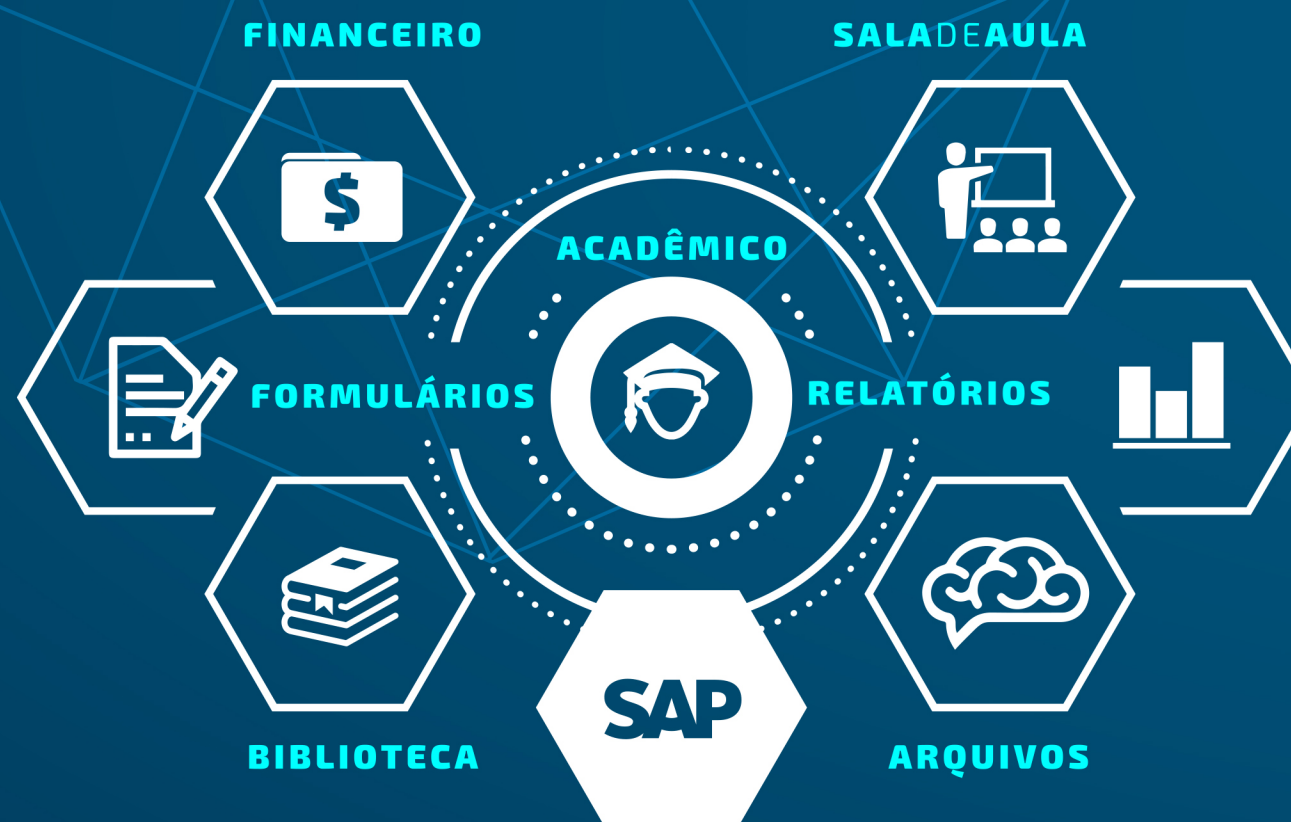 FINANCEIRO
SALADEAULA
ACADÊMICO
FORMULÁRIOS
RELATÓRIOS
SAP
BIBLIOTECA
ARQUIVOS